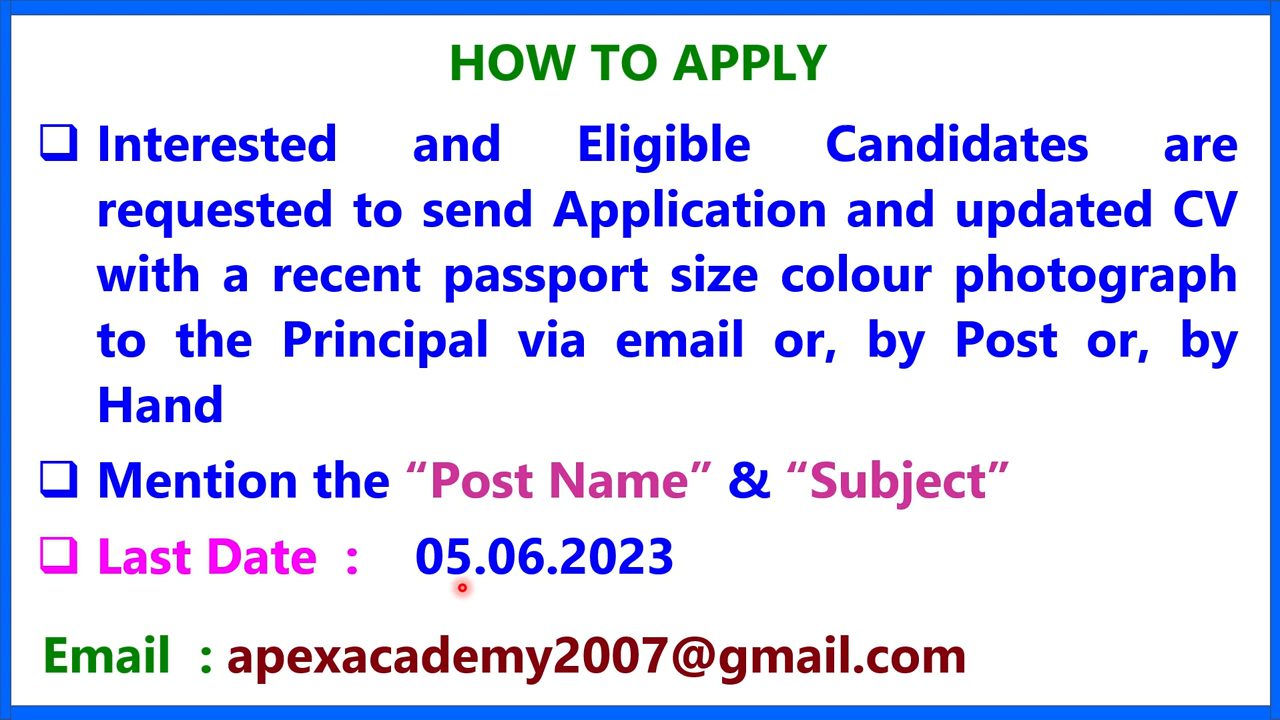 HOW TO APPLY
Interested and Eligible Candidates are
requested to send Application and updated CV
with a recent passport size colour photograph
to the Principal via email or, by Post or, by
Hand
Mention the “Post Name” & “Subject”
Last Date : 05.06.2023
Email : apexacademy2007@gmail.com